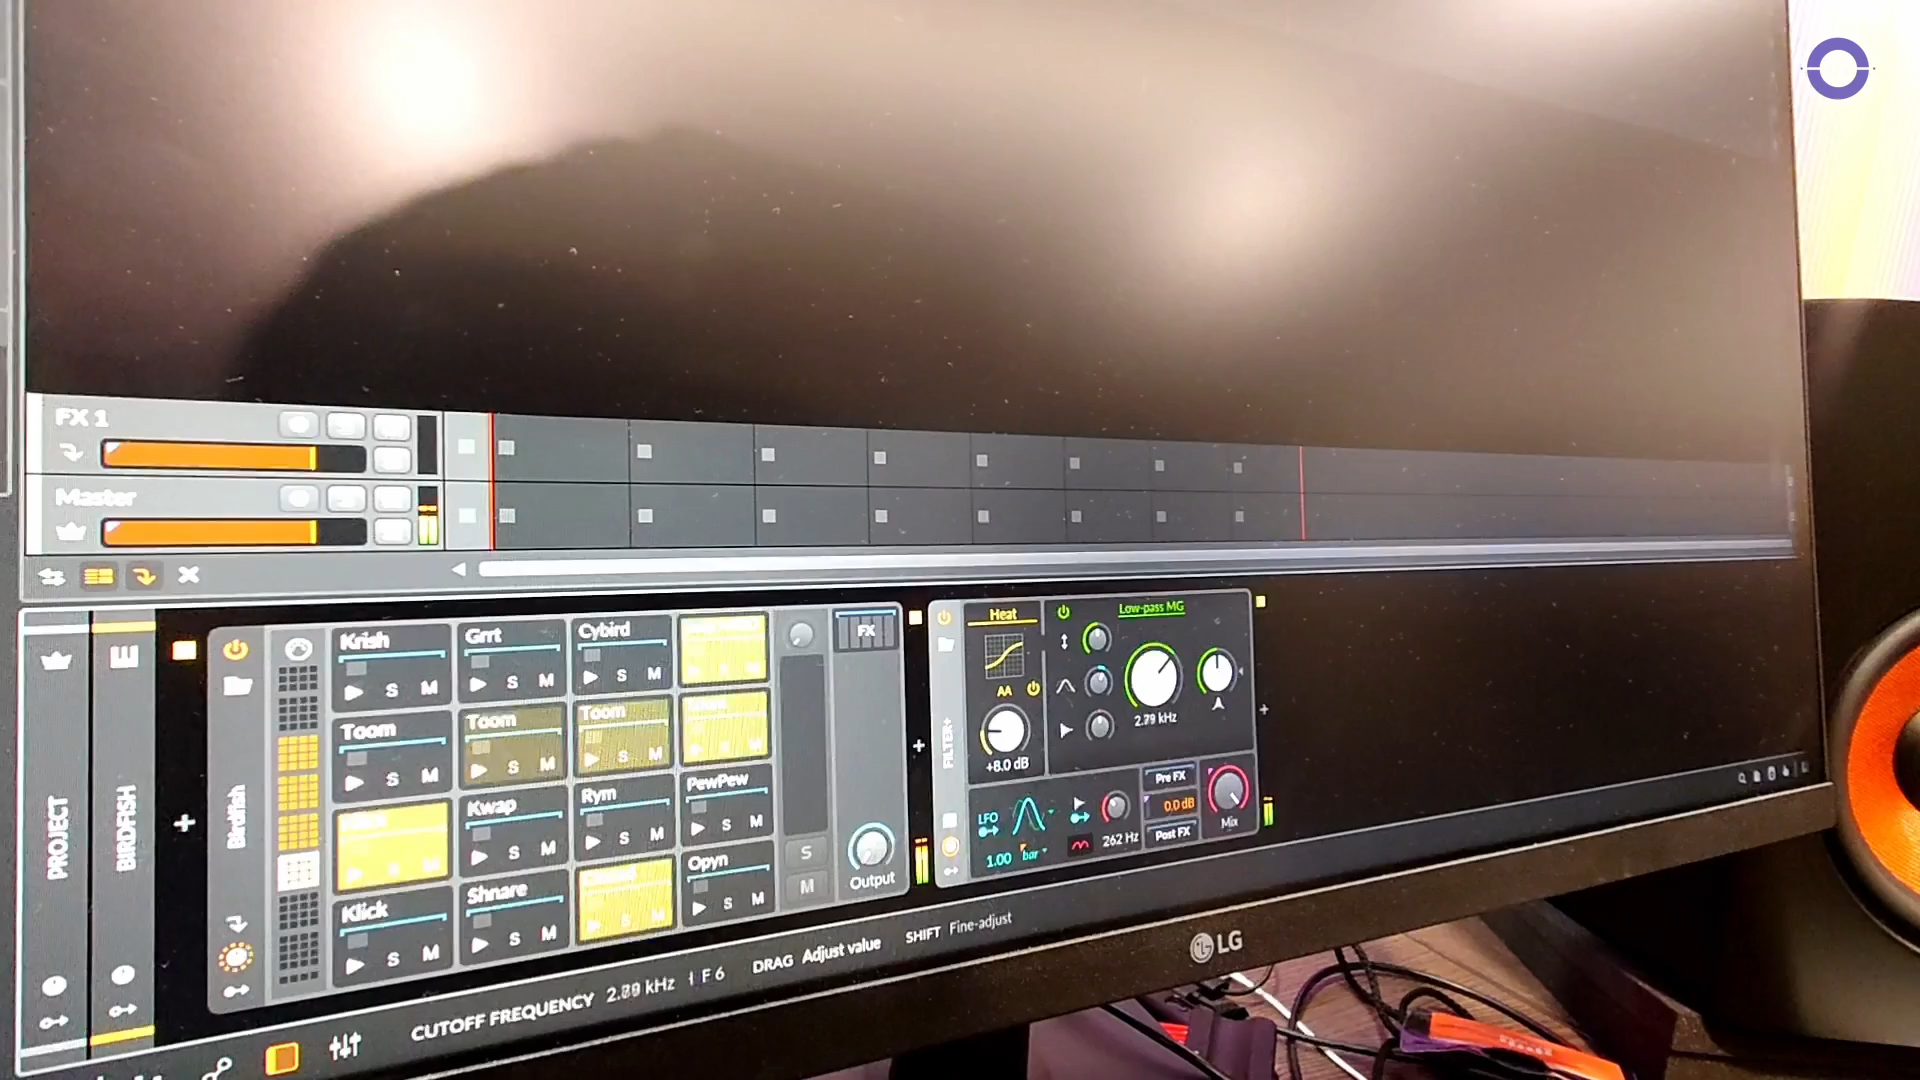 FX 1
Master
PROJECT
BIRDFISH
Birdfish
Krish
S M
Grrt
S M
Cybird
S M
Toom
S M
Toom
S M
Toom
S M
Kwap
S M
Rym
S M
PewPew
S M
Klick
S M
Shnare
S M
Opyn
S M
FX
S
M
Output
FILTER+
Heat
AA
+8.0 dB
Low-pass MG
2.79 kHz
LFO
1.00 bar
262 Hz
Pre FX
0.0 dB
Post FX
Mix
CUTOFF FREQUENCY 2.79 kHz F 6 DRAG Adjust value SHIFT Fine-adjust
LG